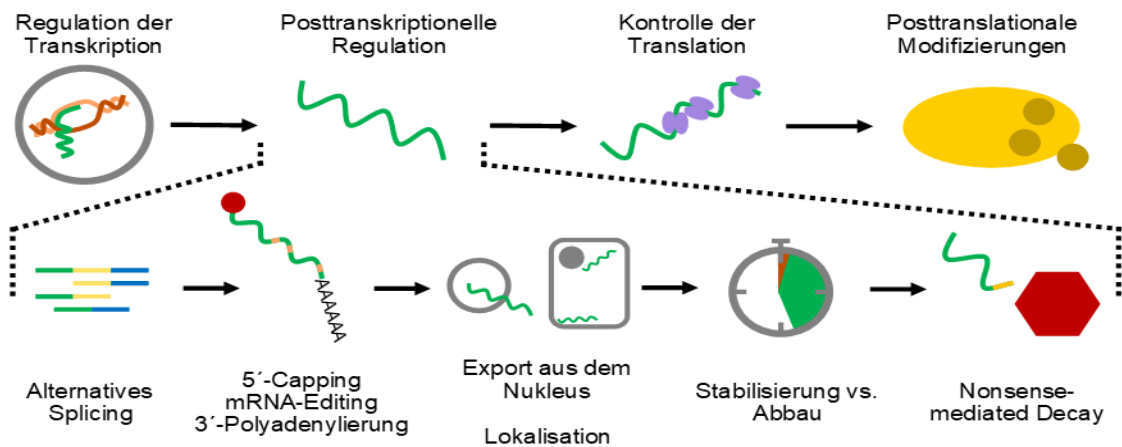 Regulation der
Transkription
Posttranskriptionelle
Regulation
Kontrolle der
Translation
Posttranslationale
Modifizierungen
AAAAAA
Alternatives
Splicing
5´-Capping
mRNA-Editing
3´-Polyadenylierung
Export aus dem
Nukleus
Lokalisation
Stabilisierung vs.
Abbau
Nonsense-
mediated Decay